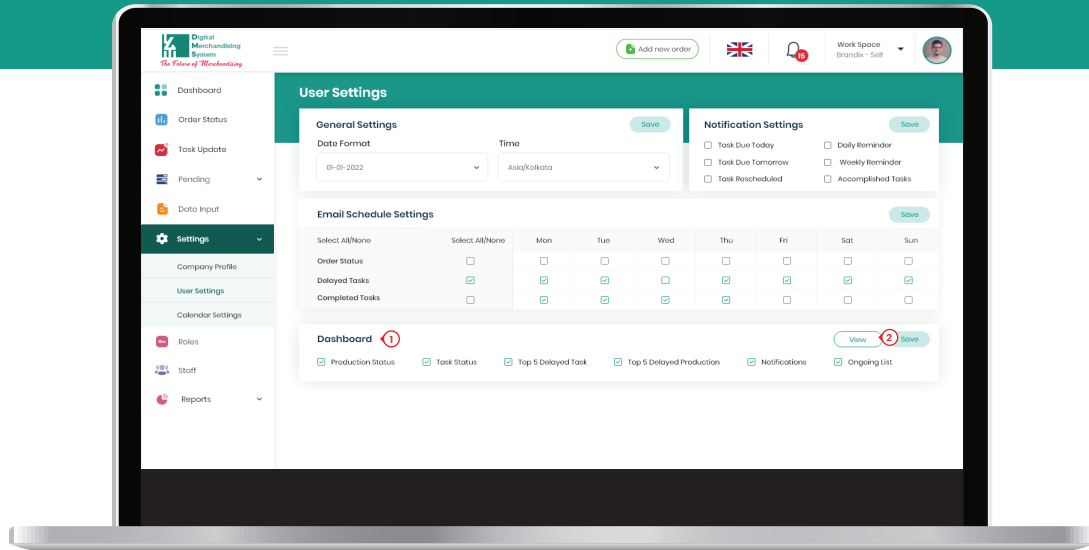 Digital
Merchandising
System
The Future of Merchandising
Add new order
15
Work Space
Brandix - Self
Dashboard
Order Status
Task Update
Pending
Data Input
Settings
Company Profile
User Settings
Calendar Settings
Roles
Staff
Reports
User Settings
General Settings
Save
Date Format
Time
01-01-2022
Asia/Kolkata
Notification Settings
Save
Task Due Today
Daily Reminder
Task Due Tomorrow
Weekly Reminder
Task Rescheduled
Accomplished Tasks
Email Schedule Settings
Save
Select All/None Select All/None Mon Tue Wed Thu Fri Sat Sun
Order Status
Delayed Tasks
Completed Tasks
Dashboard 1
View 2 Save
Production Status Task Status Top 5 Delayed Task Top 5 Delayed Production Notifications Ongoing List